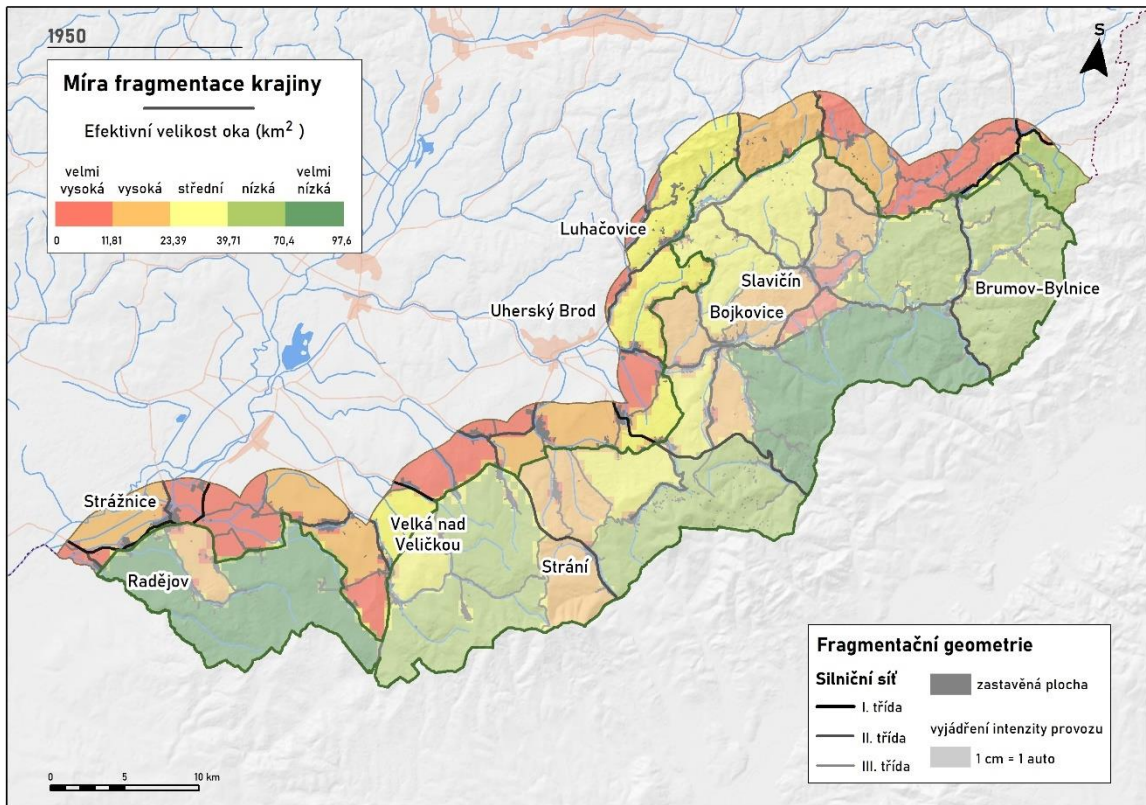 1950
Míra fragmentace krajiny
Efektivní velikost oka (km²)
velmi vysoká
vysoká
střední
nízká
velmi nízká
0
11,81
23,39
39,71
70,4
97,6
S
Luhačovice
Slavičín
Brumov-Bylnice
Uherský Brod
Bojkovice
Strážnice
Velká nad
Veličkou
Radějov
Strání
Fragmentační geometrie
Silniční síť
I. třída
II. třída
III. třída
zastavěná plocha
vyjádření intenzity provozu
1 cm = 1 auto
0 5 10 km